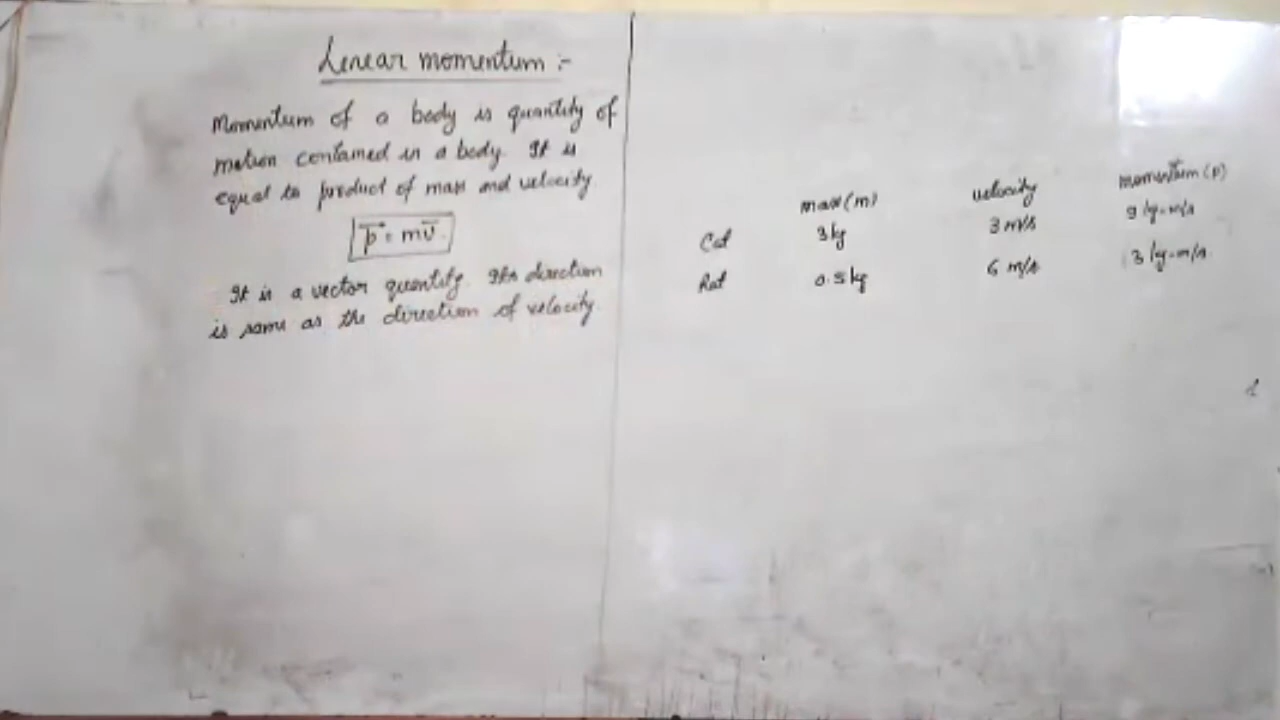 Linear momentum :-
Momentum of a body is quantity of
motion contained in a body. It is
equal to product of mass and velocity.
p⃗ = mv⃗
It is a vector quantity. Its direction
is same as the direction of velocity.
mass(m) velocity momentum(p)
Cat 3kg 3 m/s 9 kg-m/s
Rat 0.5kg 6 m/s 3 kg-m/s